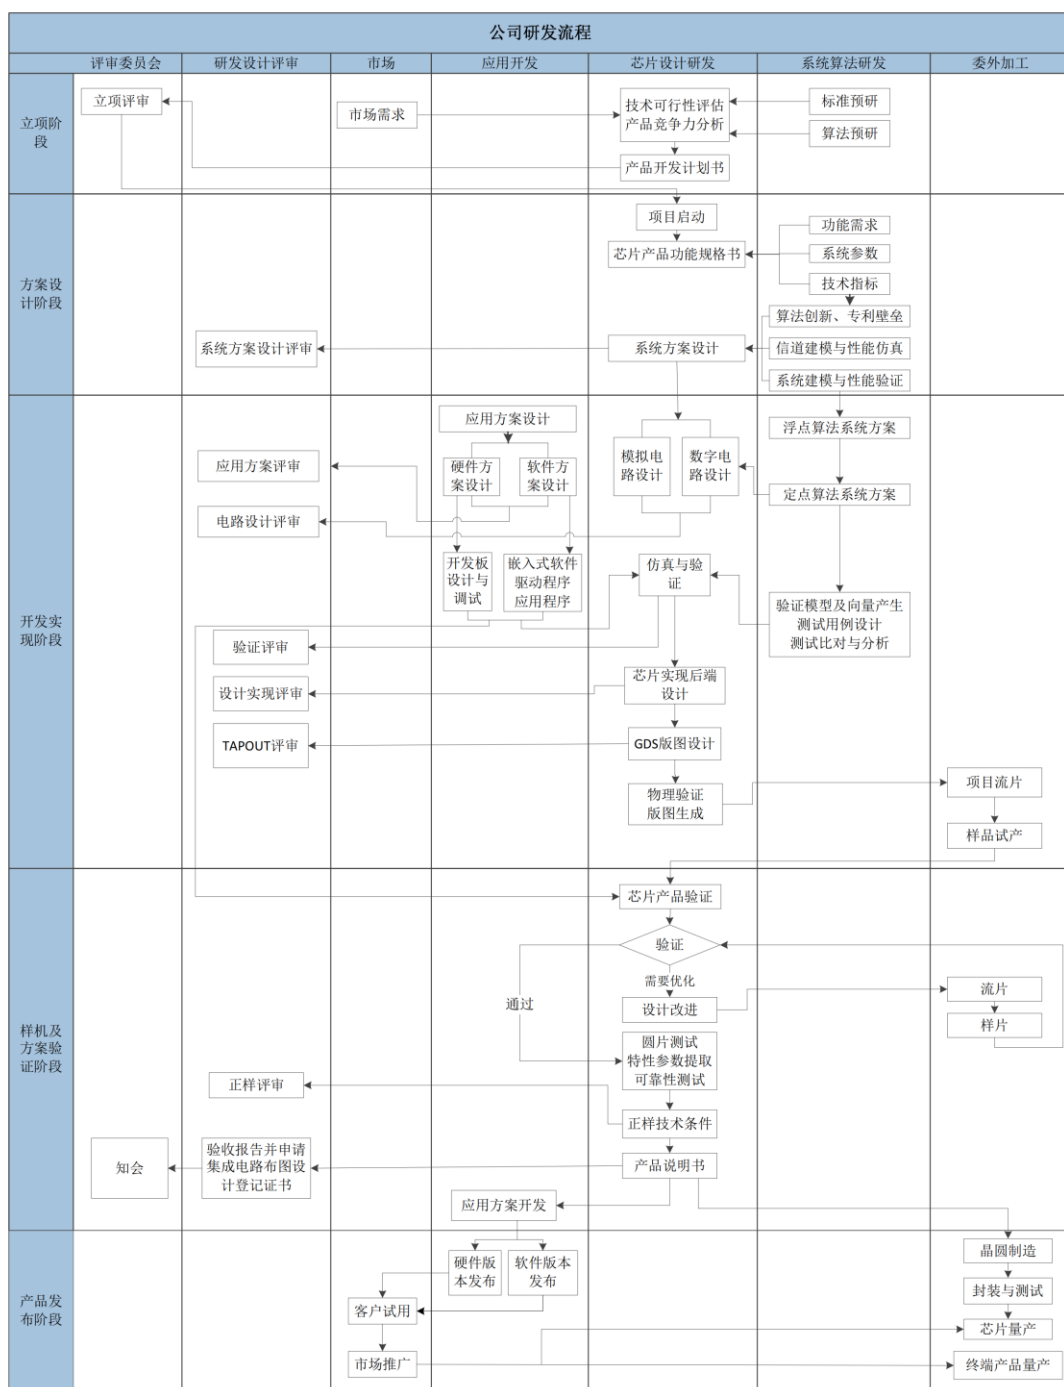 公司研发流程
评审委员会
研发设计评审
市场
应用开发
芯片设计研发
系统算法研发
委外加工
立项阶
段
立项评审
市场需求
技术可行性评估
产品竞争力分析
标准预研
算法预研
产品开发计划书
方案设
计阶段
项目启动
芯片产品功能规格书
功能需求
系统参数
技术指标
算法创新、专利壁垒
系统方案设计评审
系统方案设计
信道建模与性能仿真
系统建模与性能验证
开发实
现阶段
应用方案设计
浮点算法系统方案
应用方案评审
硬件方
案设计
软件方
案设计
模拟电
路设计
数字电
路设计
定点算法系统方案
电路设计评审
开发板
设计与
调试
嵌入式软件
驱动程序
应用程序
仿真与验
证
验证模型及向量产生
测试用例设计
测试比对与分析
验证评审
设计实现评审
芯片实现后端
设计
TAPOUT评审
GDS版图设计
物理验证
版图生成
项目流片
样品试产
样机及
方案验
证阶段
芯片产品验证
验证
需要优化
通过
设计改进
流片
样片
圆片测试
特性参数提取
可靠性测试
正样评审
正样技术条件
知会
验收报告并申请
集成电路布图设
计登记证书
产品说明书
应用方案开发
产品发
布阶段
硬件版
本发布
软件版本
发布
晶圆制造
封装与测试
客户试用
芯片量产
市场推广
终端产品量产